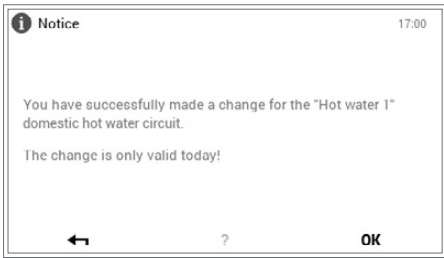 Notice 17:00
You have successfully made a change for the "Hot water 1"
domestic hot water circuit.
The change is only valid today!
? OK